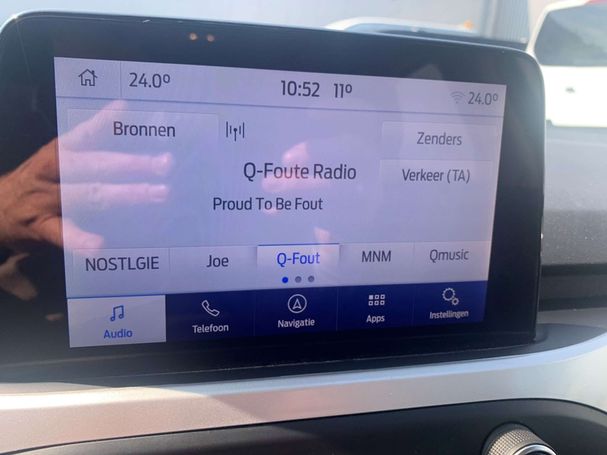 24.0° 10:52 11° 24.0°
Bronnen
Zenders
Q-Foute Radio
Verkeer (TA)
Proud To Be Fout
NOSTLGIE Joe Q-Fout MNM Qmusic
Audio Telefoon Navigatie Apps Instellingen